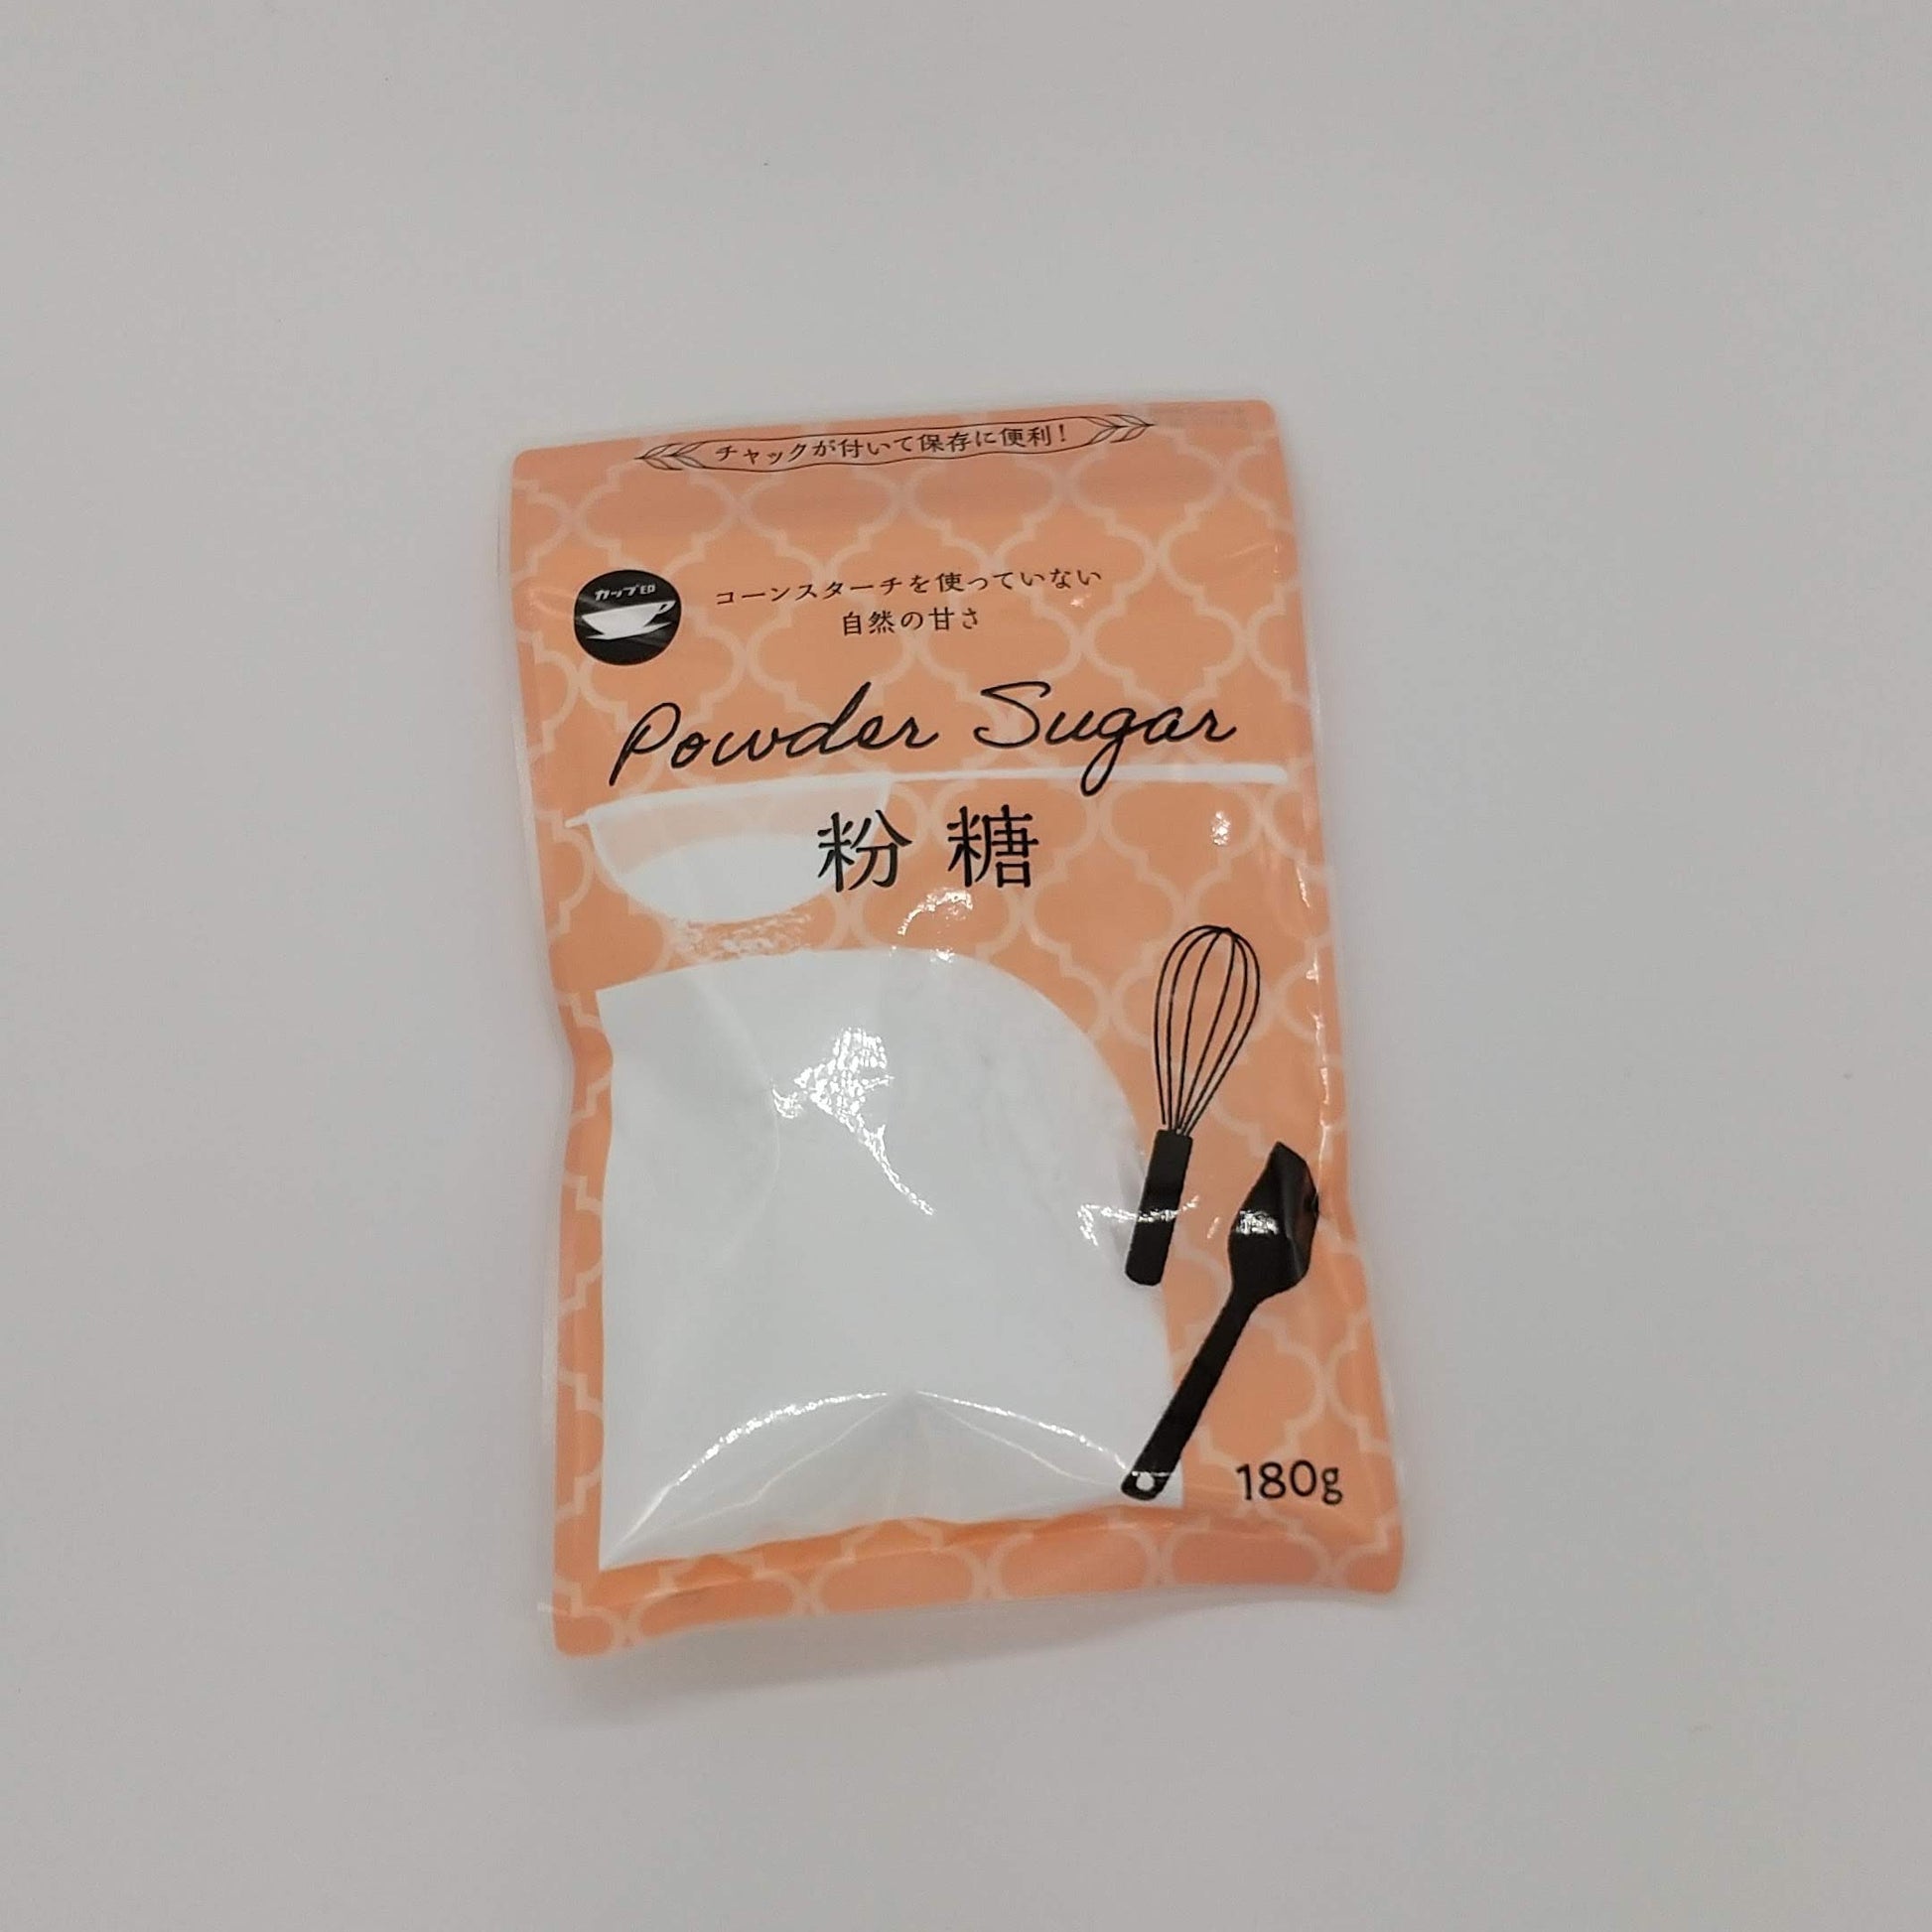 チャックが付いて保存に便利!
カップ印
コーンスターチを使っていない
自然の甘さ
Powder Sugar
粉糖
180g